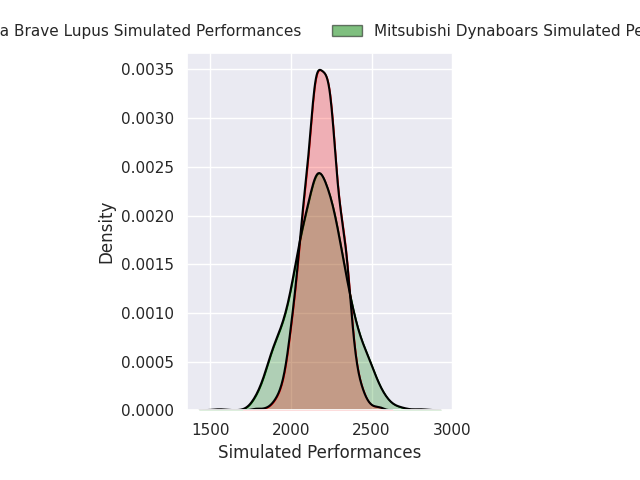 a Brave Lupus Simulated Performances
Mitsubishi Dynaboars Simulated Pe
0.0035
0.0030
0.0025
0.0020
0.0015
0.0010
0.0005
0.0000
Density
1500 2000 2500 3000
Simulated Performances